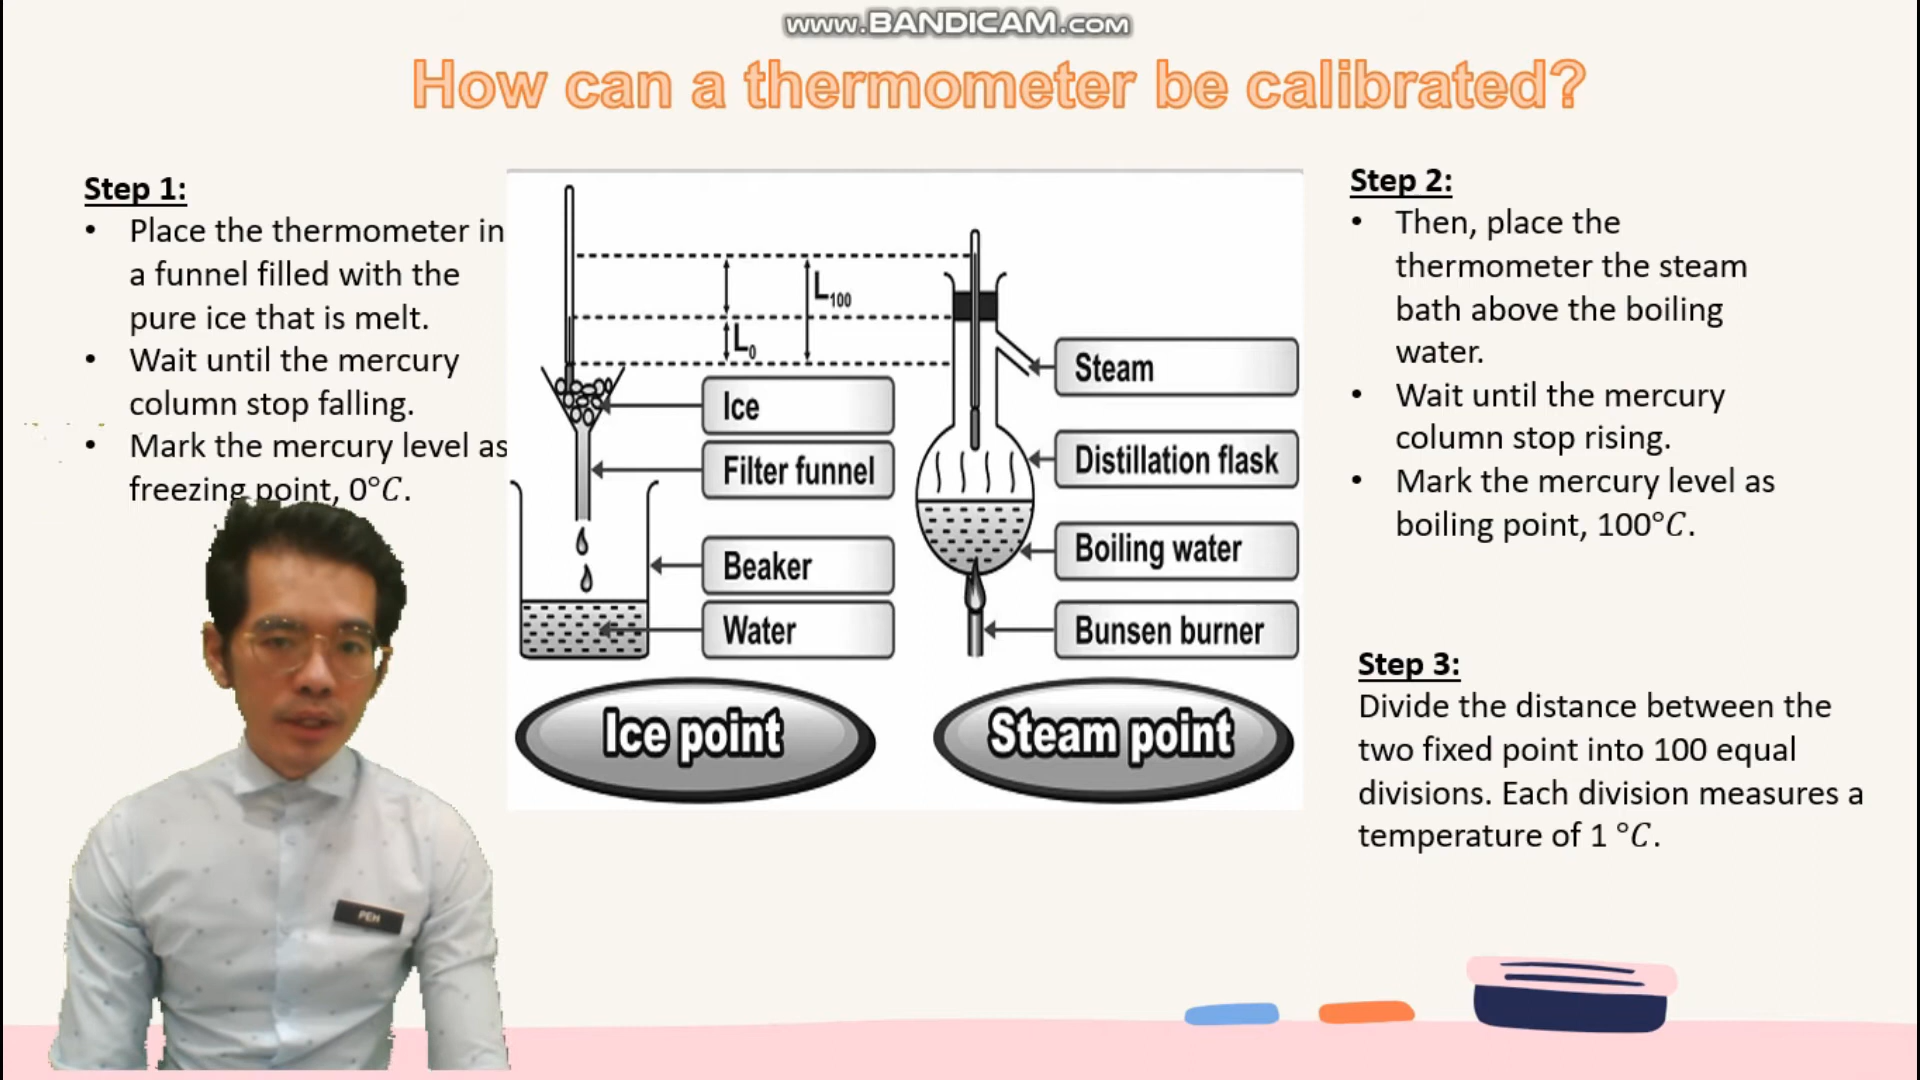 www.BANDICAM.com
How can a thermometer be calibrated?
Step 1:
• Place the thermometer in
a funnel filled with the
pure ice that is melt.
• Wait until the mercury
column stop falling.
• Mark the mercury level as
freezing point, 0°C.
L100
L0
Ice
Filter funnel
Beaker
Water
Ice point
Steam
Distillation flask
Boiling water
Bunsen burner
Steam point
Step 2:
• Then, place the
thermometer the steam
bath above the boiling
water.
• Wait until the mercury
column stop rising.
• Mark the mercury level as
boiling point, 100°C.
Step 3:
Divide the distance between the
two fixed point into 100 equal
divisions. Each division measures a
temperature of 1 °C.
PEH